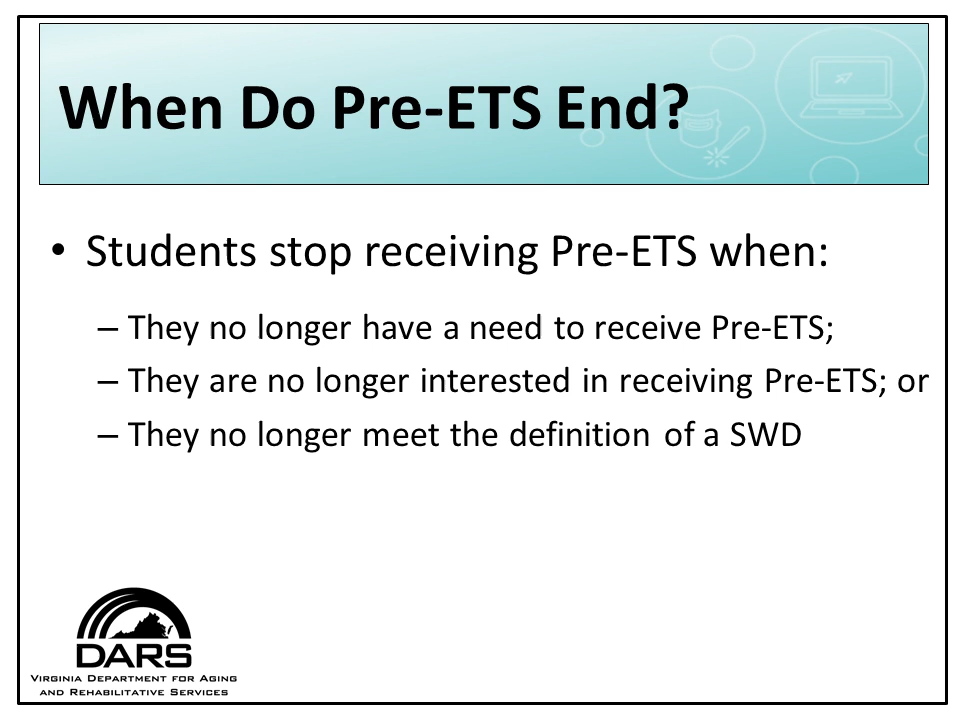 When Do Pre-ETS End?
• Students stop receiving Pre-ETS when:
– They no longer have a need to receive Pre-ETS;
– They are no longer interested in receiving Pre-ETS; or
– They no longer meet the definition of a SWD
DARS
VIRGINIA DEPARTMENT FOR AGING
AND REHABILITATIVE SERVICES